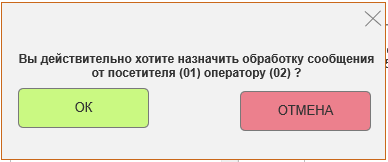 Вы действительно хотите назначить обработку сообщения
от посетителя (01) оператору (02) ?
ОК
ОТМЕНА